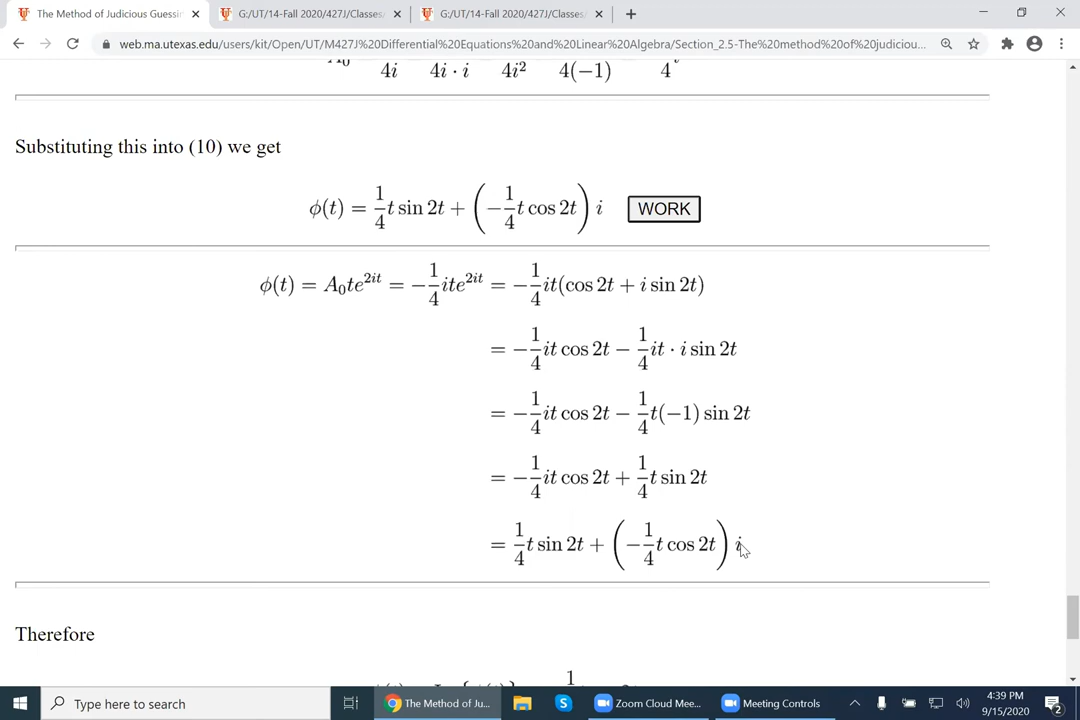 The Method of Judicious Guessi
G:/UT/14-Fall 2020/427J/Classes
G:/UT/14-Fall 2020/427J/Classes
web.ma.utexas.edu/users/kit/Open/UT/M427J%20Differential%20Equations%20and%20Linear%20Algebra/Section_2.5-The%20method%20of%20judiciou...
4i 4i · i 4i² 4(−1) 4
Substituting this into (10) we get
ϕ(t) = 1/4 t sin 2t + (−1/4 t cos 2t) i WORK
ϕ(t) = A₀te^{2it} = −1/4 ite^{2it} = −1/4 it(cos 2t + i sin 2t)
= −1/4 it cos 2t − 1/4 it · i sin 2t
= −1/4 it cos 2t − 1/4 t(−1) sin 2t
= −1/4 it cos 2t + 1/4 t sin 2t
= 1/4 t sin 2t + (−1/4 t cos 2t) i
Therefore
1
Type here to search
The Method of Ju...
Zoom Cloud Mee...
Meeting Controls
4:39 PM
9/15/2020
2